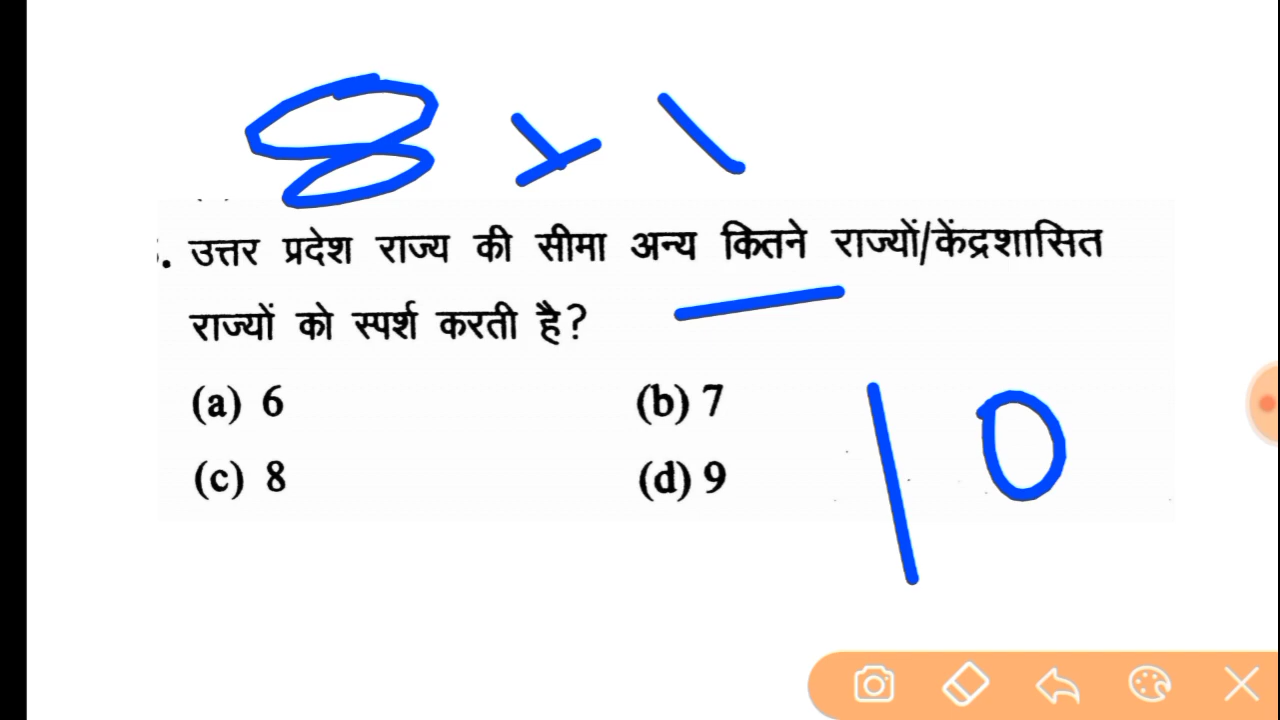 8 + 1
. उत्तर प्रदेश राज्य की सीमा अन्य कितने राज्यों/केंद्रशासित
राज्यों को स्पर्श करती है?
(a) 6 (b) 7
(c) 8 (d) 9
10